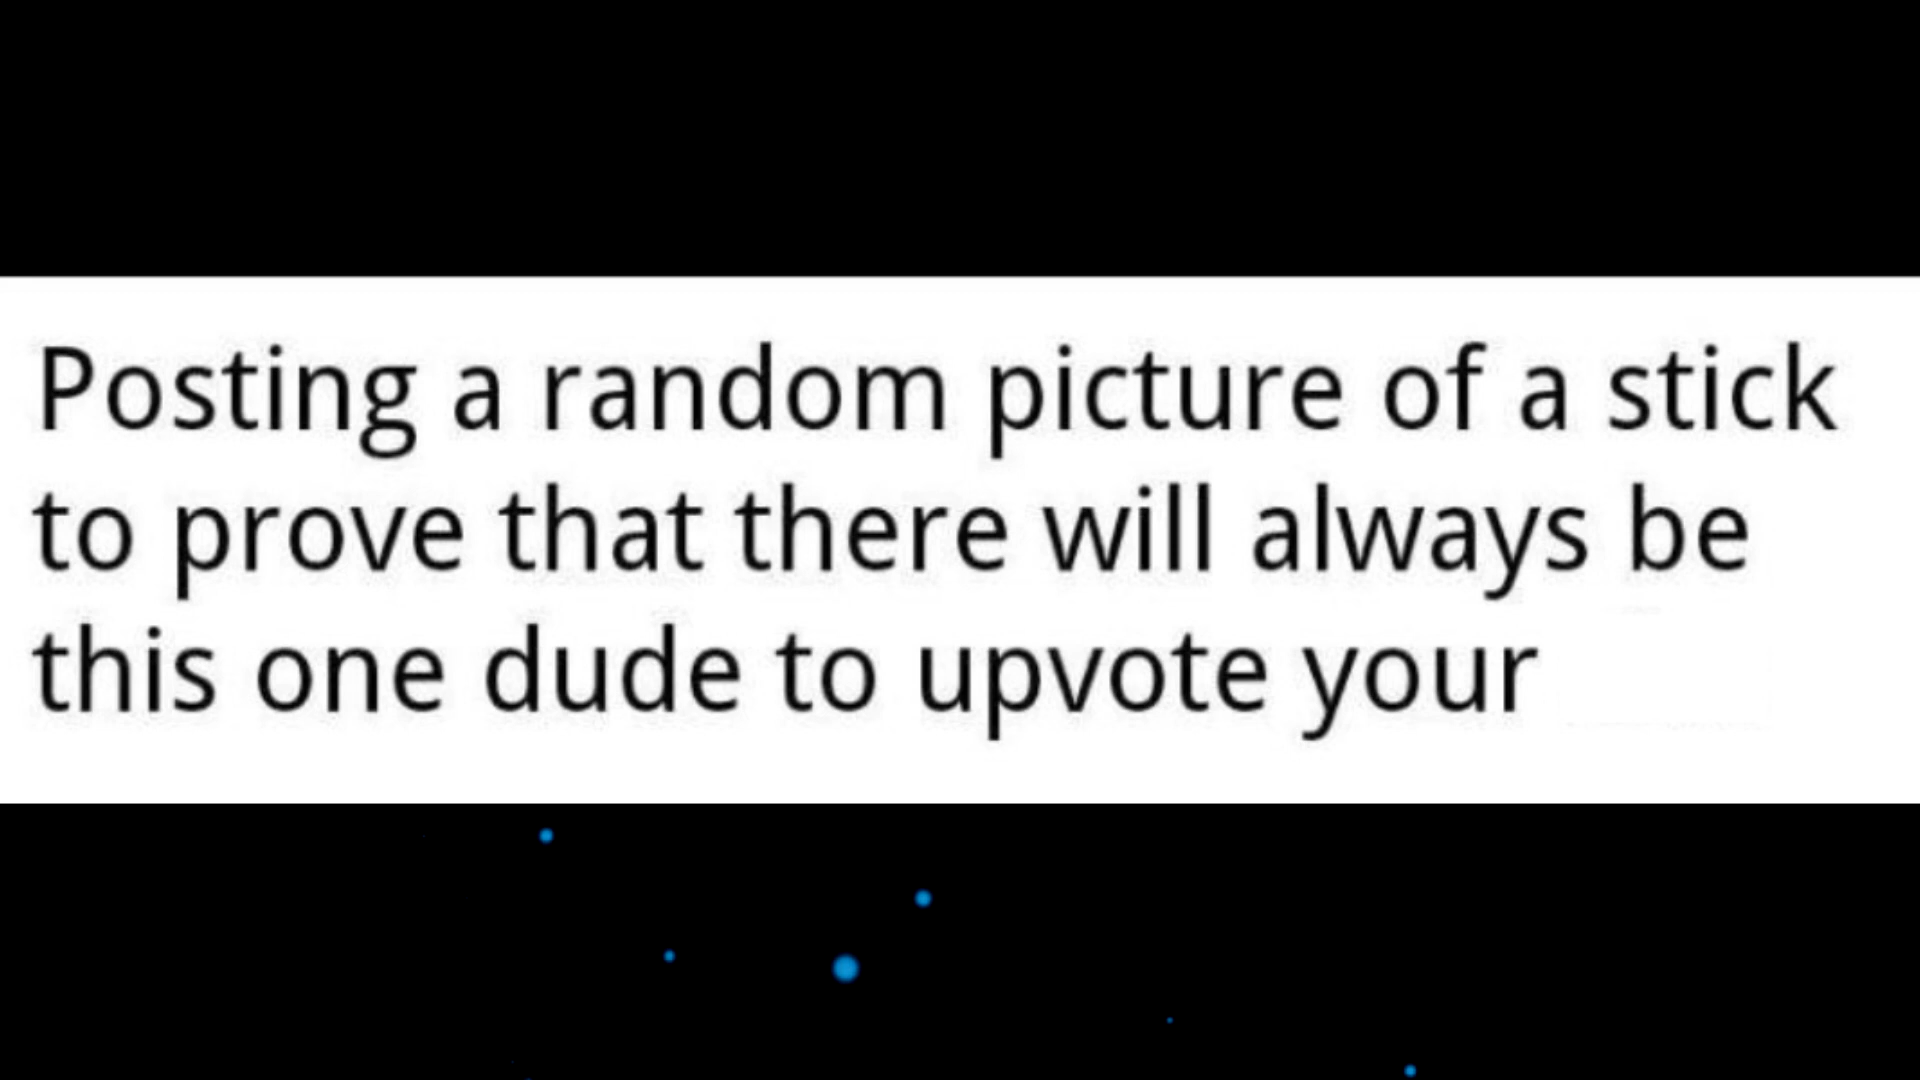 Posting a random picture of a stick
to prove that there will always be
this one dude to upvote your